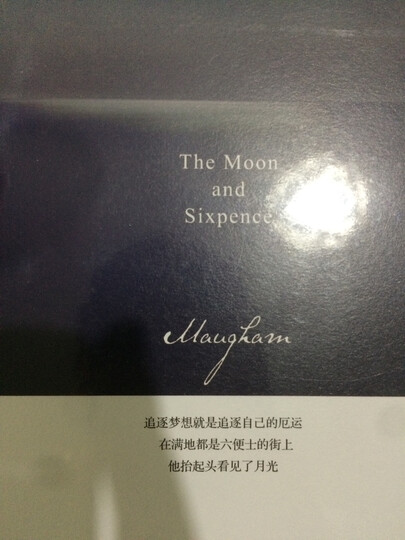 The Moon
and
Sixpence
Maugham
追逐梦想就是追逐自己的厄运
在满地都是六便士的街上
他抬起头看见了月光